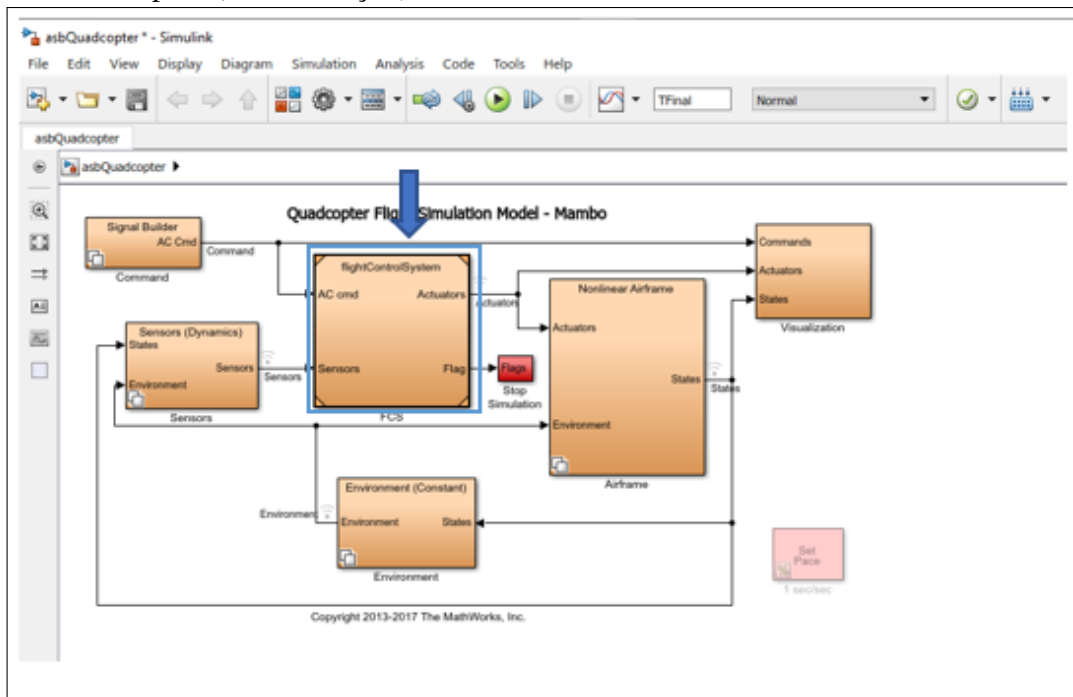 asbQuadcopter * - Simulink
File Edit View Display Diagram Simulation Analysis Code Tools Help
TFinal Normal
asbQuadcopter
asbQuadcopter
Quadcopter Flight Simulation Model - Mambo
Signal Builder
AC Cmd
Command
Command
flightControlSystem
AC cmd
Actuators
Sensors
Flag
FCS
Actuators
Commands
Actuators
States
Visualization
Nonlinear Airframe
Actuators
States
Environment
Airframe
States
Sensors (Dynamics)
States
Sensors
Environment
Sensors
Sensors
Flags
Stop
Simulation
Environment (Constant)
Environment
States
Environment
Environment
Set
Pace
1 sec/sec
Copyright 2013-2017 The MathWorks, Inc.